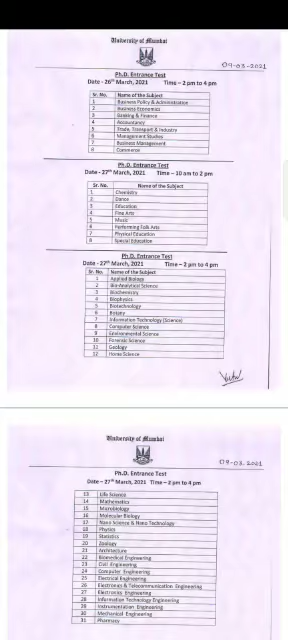 University of Mumbai
09-03-2021
Ph.D. Entrance Test
Date - 26th March, 2021 Time – 2 pm to 4 pm
Sr. No. Name of the Subject
1 Business Policy & Administration
2 Business Economics
3 Banking & Finance
4 Accountancy
5 Trade, Transport & Industry
6 Management Studies
7 Business Management
8 Commerce
Ph.D. Entrance Test
Date - 27th March, 2021 Time – 10 am to 2 pm
Sr. No. Name of the Subject
1 Chemistry
2 Dance
3 Education
4 Fine Arts
5 Music
6 Performing Folk Arts
7 Physical Education
8 Special Education
Ph.D. Entrance Test
Date -27th March, 2021 Time – 2 pm to 4 pm
Sr. No. Name of the Subject
1 Applied Biology
2 Bio-Analytical Science
3 Biochemistry
4 Biophysics
5 Biotechnology
6 Botany
7 Information Technology (Science)
8 Computer Science
9 Environmental Science
10 Forensic Science
11 Geology
12 Home Science
University of Mumbai
09-03-2021
Ph.D. Entrance Test
Date – 27th March, 2021 Time – 2 pm to 4 pm
13 Life Science
14 Mathematics
15 Microbiology
16 Molecular Biology
17 Nano Science & Nano Technology
18 Physics
19 Statistics
20 Zoology
21 Architecture
22 Biomedical Engineering
23 Civil Engineering
24 Computer Engineering
25 Electrical Engineering
26 Electronics & Telecommunication Engineering
27 Electronics Engineering
28 Information Technology Engineering
29 Instrumentation Engineering
30 Mechanical Engineering
31 Pharmacy